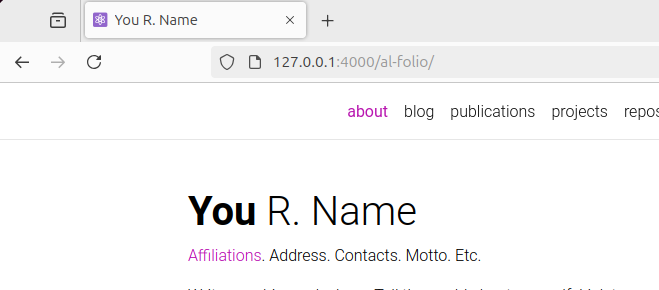 You R. Name
127.0.0.1:4000/al-folio/
about blog publications projects repos
You R. Name
Affiliations. Address. Contacts. Motto. Etc.